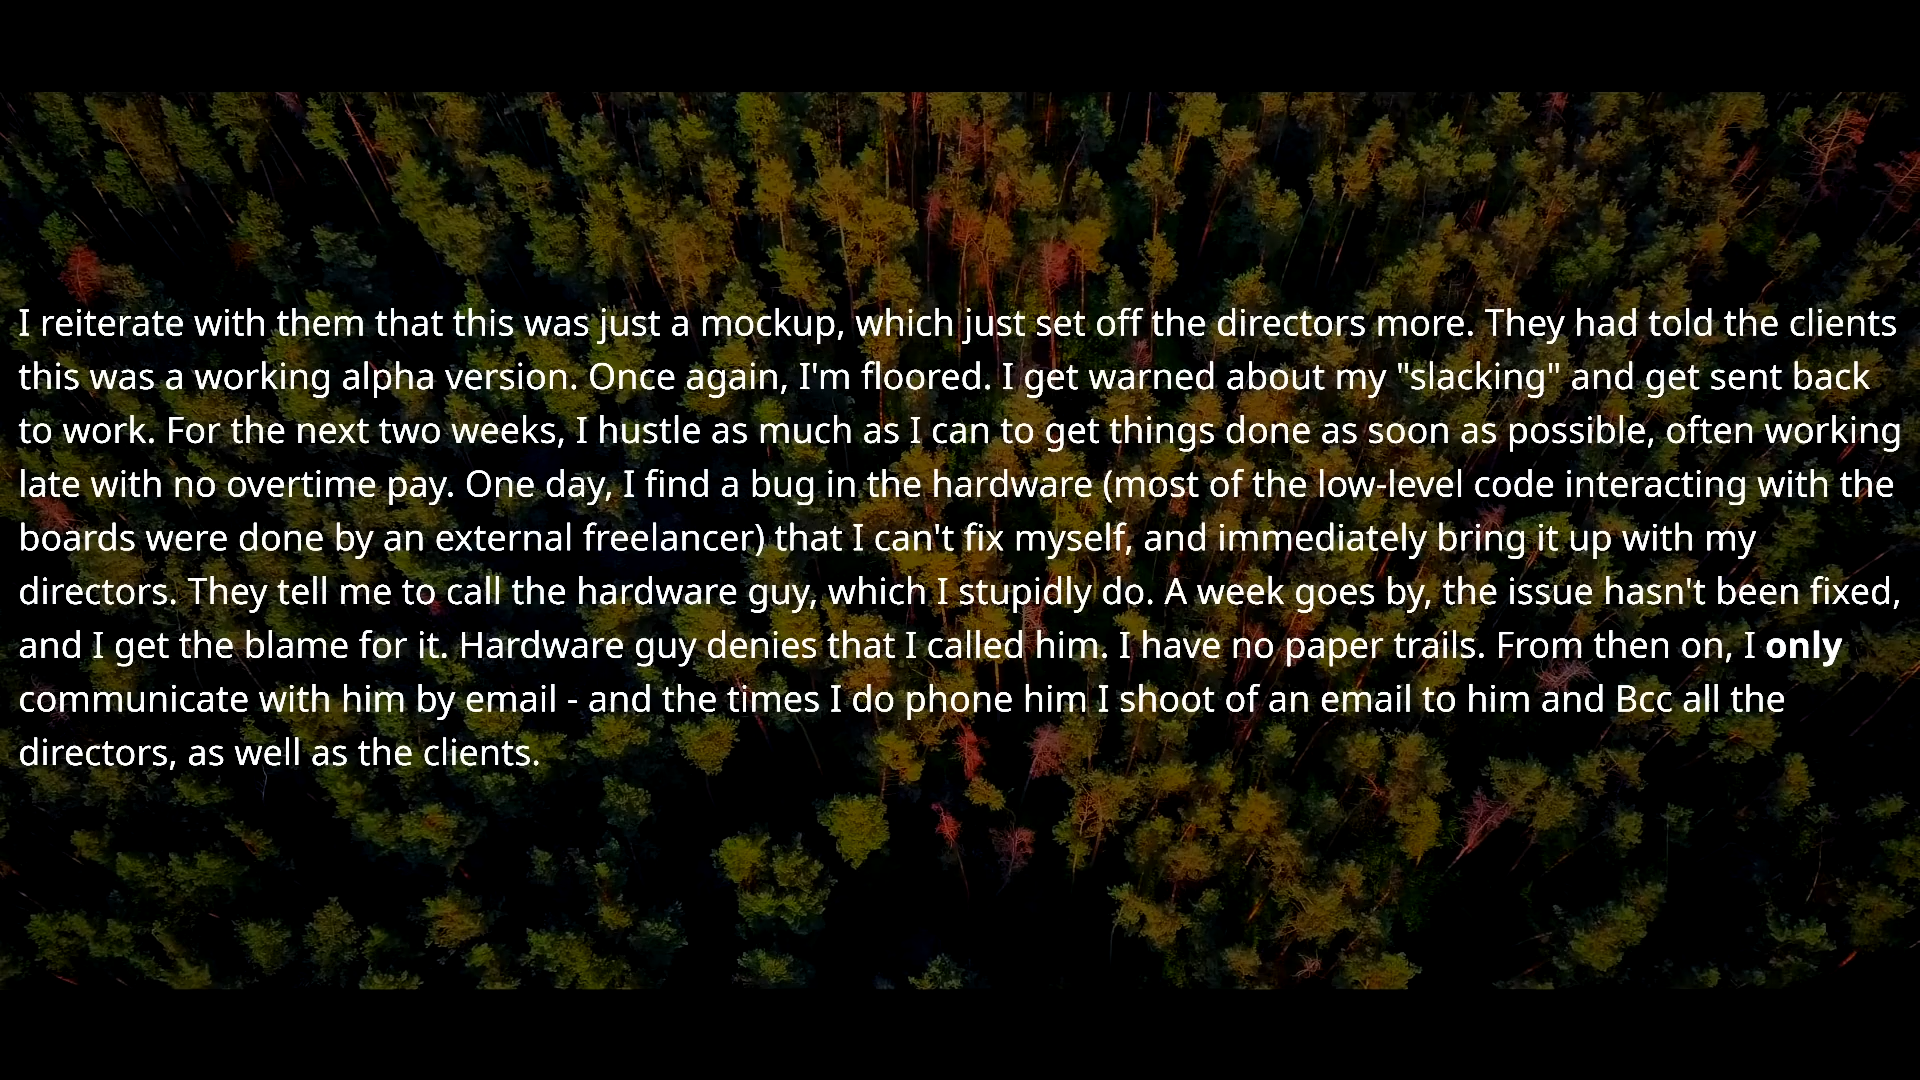 I reiterate with them that this was just a mockup, which just set off the directors more. They had told the clients
this was a working alpha version. Once again, I'm floored. I get warned about my "slacking" and get sent back
to work. For the next two weeks, I hustle as much as I can to get things done as soon as possible, often working
late with no overtime pay. One day, I find a bug in the hardware (most of the low-level code interacting with the
boards were done by an external freelancer) that I can't fix myself, and immediately bring it up with my
directors. They tell me to call the hardware guy, which I stupidly do. A week goes by, the issue hasn't been fixed,
and I get the blame for it. Hardware guy denies that I called him. I have no paper trails. From then on, I only
communicate with him by email - and the times I do phone him I shoot of an email to him and Bcc all the
directors, as well as the clients.